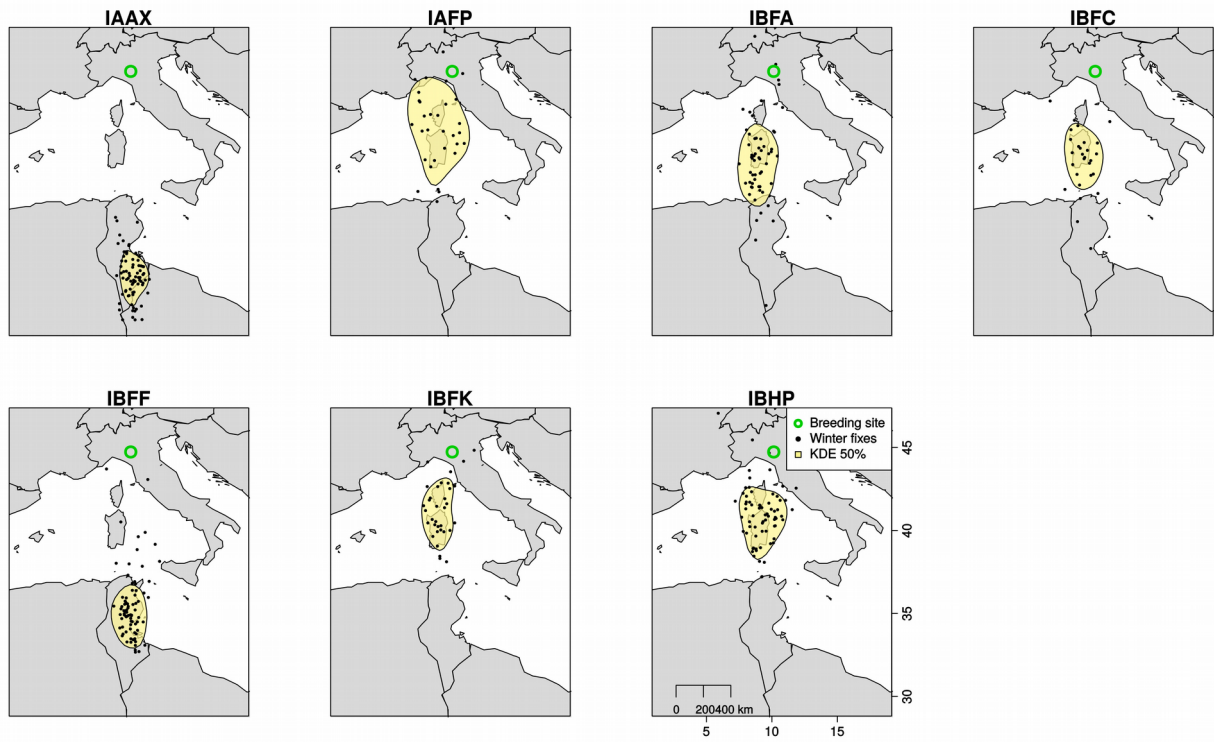 IAAX
IAFP
IBFA
IBFC
IBFF
IBFK
IBHP
Breeding site
Winter fixes
KDE 50%
45
40
35
30
0 200400 km
5 10 15